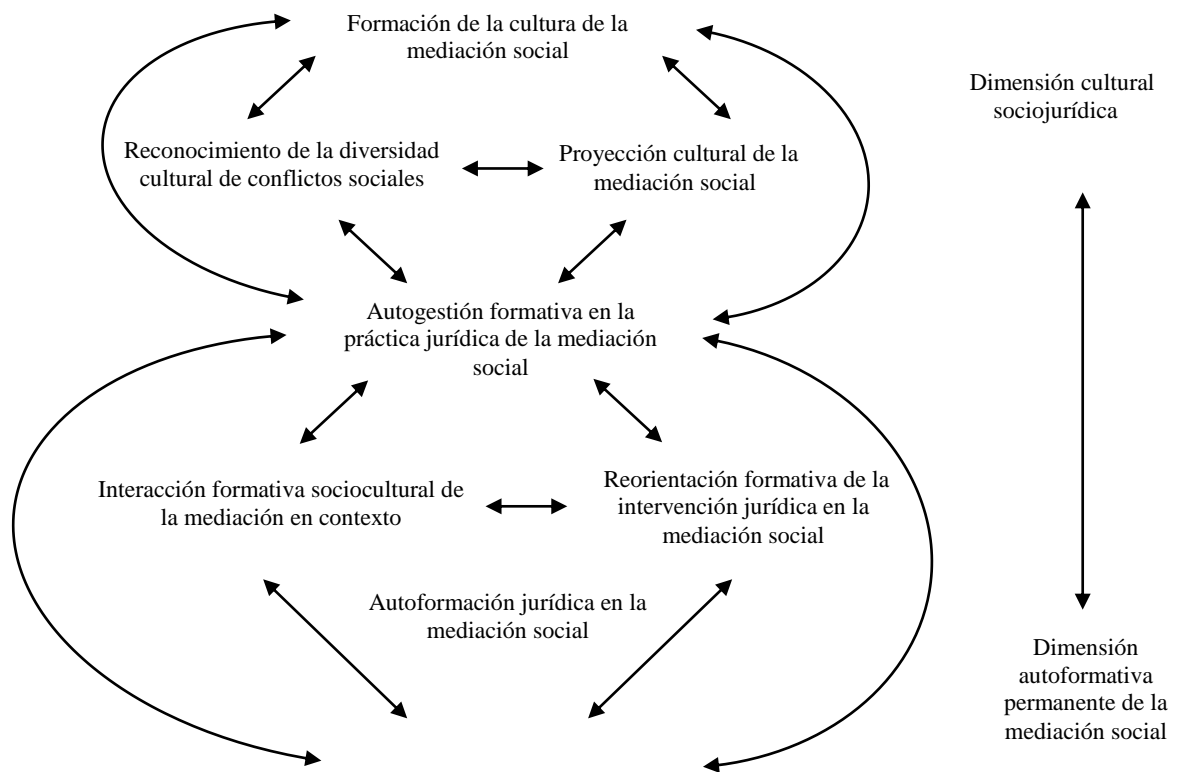 Formación de la cultura de la
mediación social
Dimensión cultural
sociojurídica
Reconocimiento de la diversidad
cultural de conflictos sociales
Proyección cultural de la
mediación social
Autogestión formativa en la
práctica jurídica de la mediación
social
Interacción formativa sociocultural de
la mediación en contexto
Reorientación formativa de la
intervención jurídica en la
mediación social
Autoformación jurídica en la
mediación social
Dimensión
autoformativa
permanente de la
mediación social